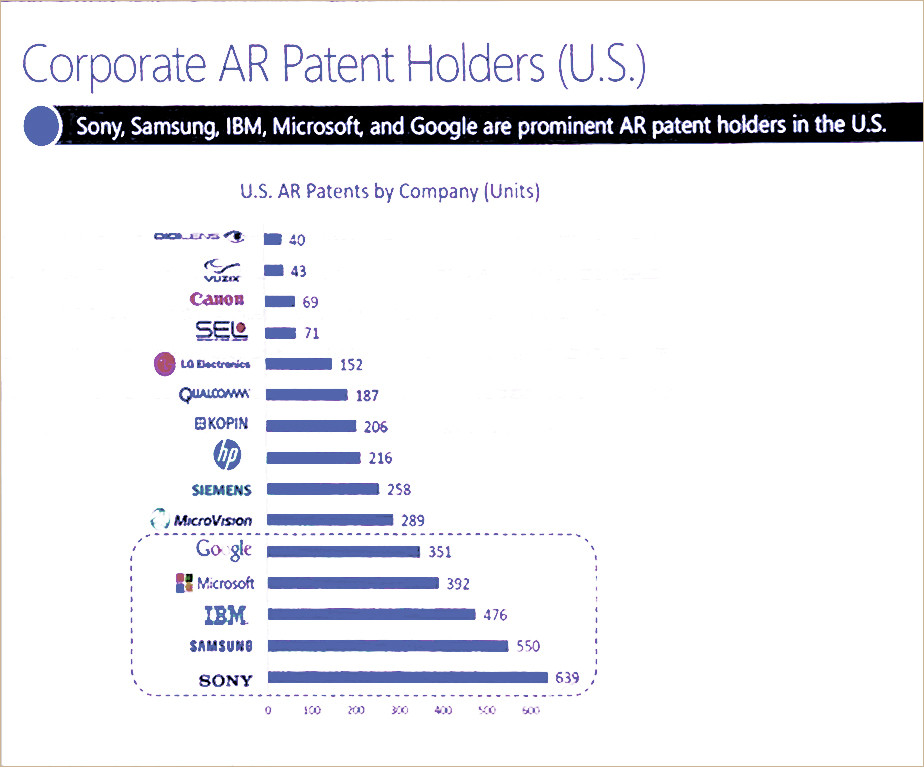 Corporate AR Patent Holders (U.S.)
Sony, Samsung, IBM, Microsoft, and Google are prominent AR patent holders in the U.S.
U.S. AR Patents by Company (Units)
DIGILENS 40
VUZIX 43
Canon 69
SEL 71
LG Electronics 152
QUALCOMM 187
KOPIN 206
hp 216
SIEMENS 258
MicroVision 289
Google 351
Microsoft 392
IBM 476
SAMSUNG 550
SONY 639
0 100 200 300 400 500 600